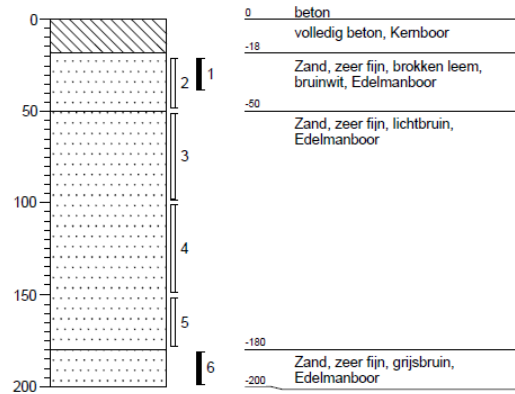 0
50
100
150
200
1
2
3
4
5
6
0
beton
volledig beton, Kernboor
-18
Zand, zeer fijn, brokken leem,
bruinwit, Edelmanboor
-50
Zand, zeer fijn, lichtbruin,
Edelmanboor
-180
Zand, zeer fijn, grijsbruin,
Edelmanboor
-200